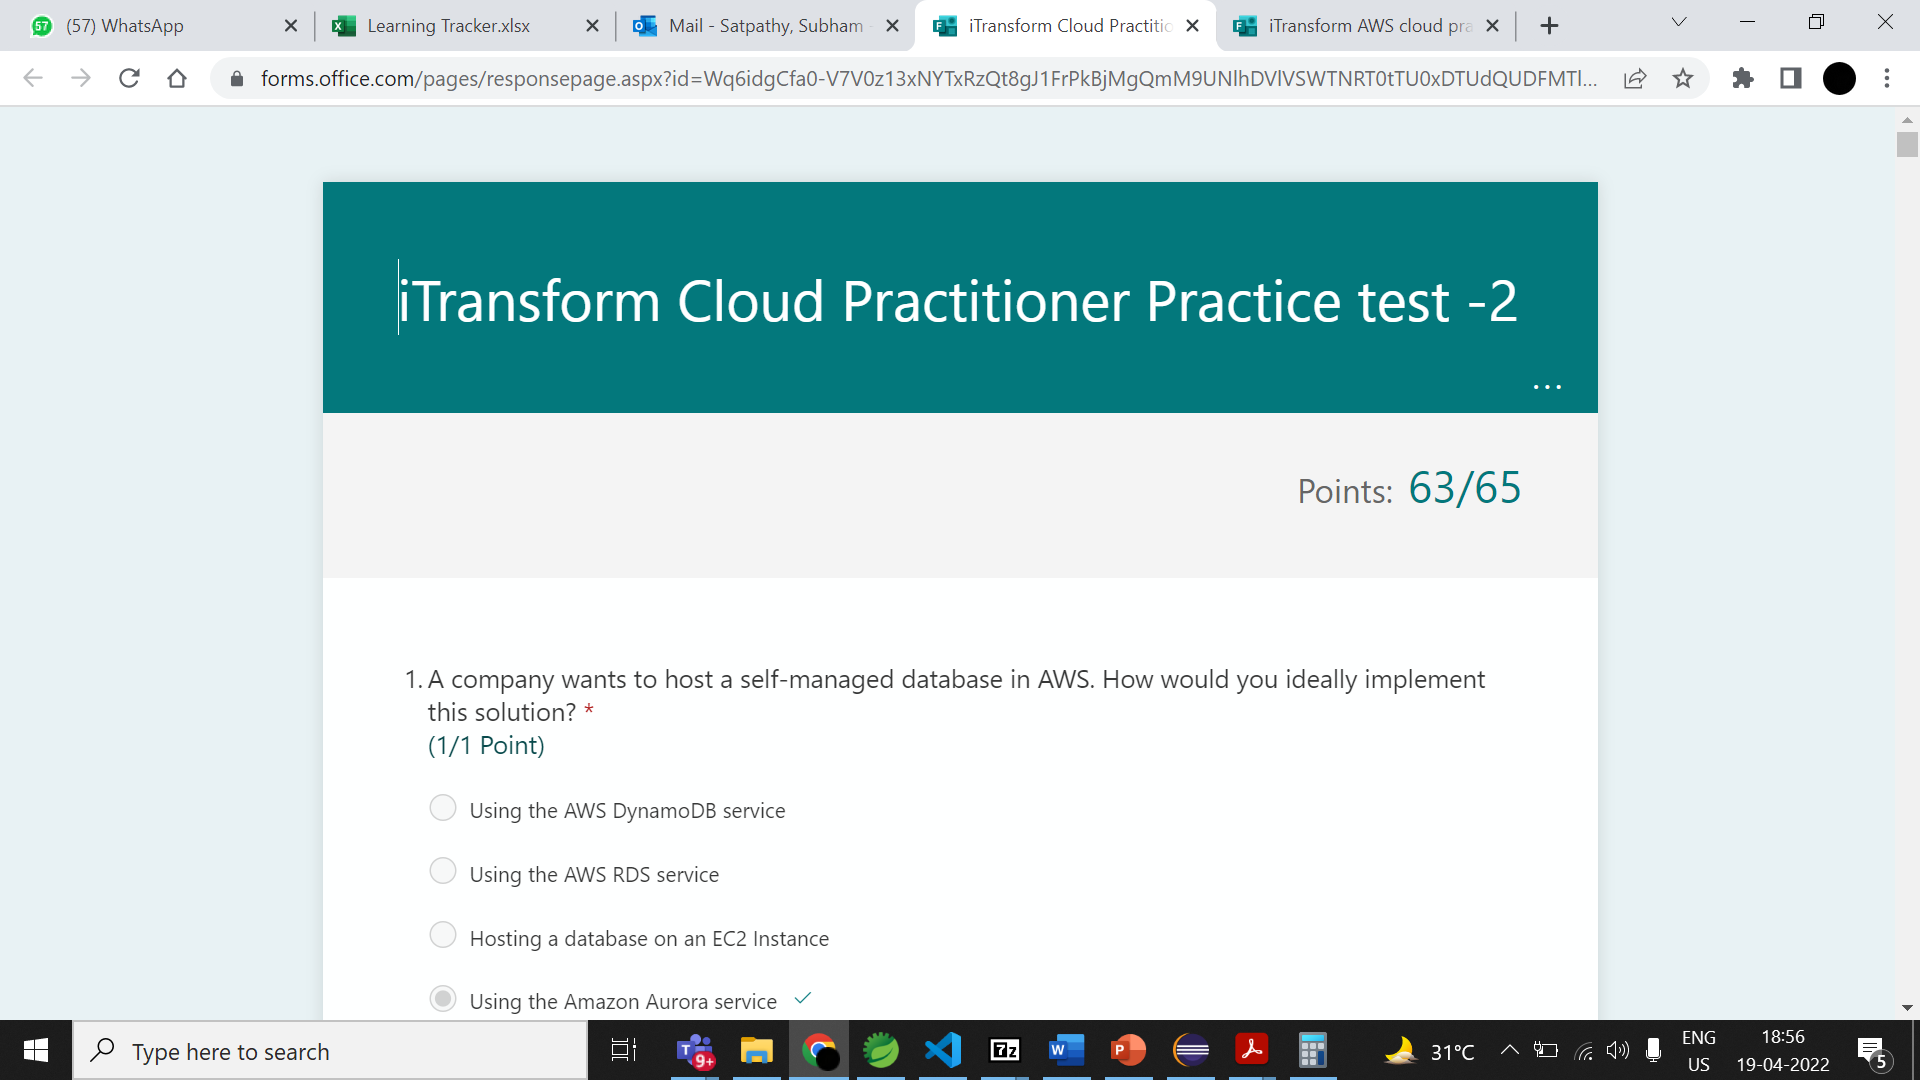 57 (57) WhatsApp
Learning Tracker.xlsx
Mail - Satpathy, Subham
iTransform Cloud Practitio
iTransform AWS cloud pra
forms.office.com/pages/responsepage.aspx?id=Wq6idgCfa0-V7V0z13xNYTxRzQt8gJ1FrPkBjMgQmM9UNlhDVlVSWTNRT0tTU0xDTUdQUDFMTl...
iTransform Cloud Practitioner Practice test -2
...
Points: 63/65
1. A company wants to host a self-managed database in AWS. How would you ideally implement
this solution? *
(1/1 Point)
Using the AWS DynamoDB service
Using the AWS RDS service
Hosting a database on an EC2 Instance
Using the Amazon Aurora service
Type here to search
T 9+
7z
W
P
31°C
ENG
US
18:56
19-04-2022
5